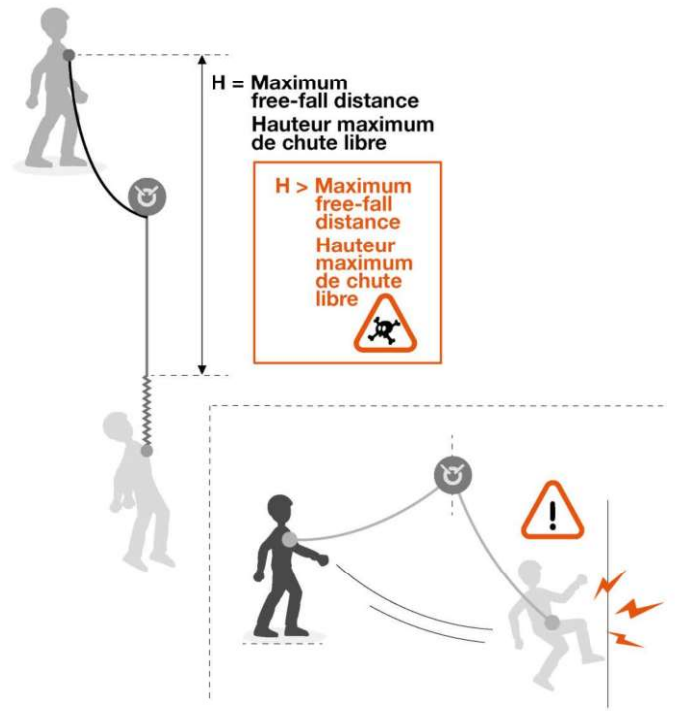 H = Maximum
free-fall distance
Hauteur maximum
de chute libre
H > Maximum
free-fall
distance
Hauteur
maximum
de chute
libre
!